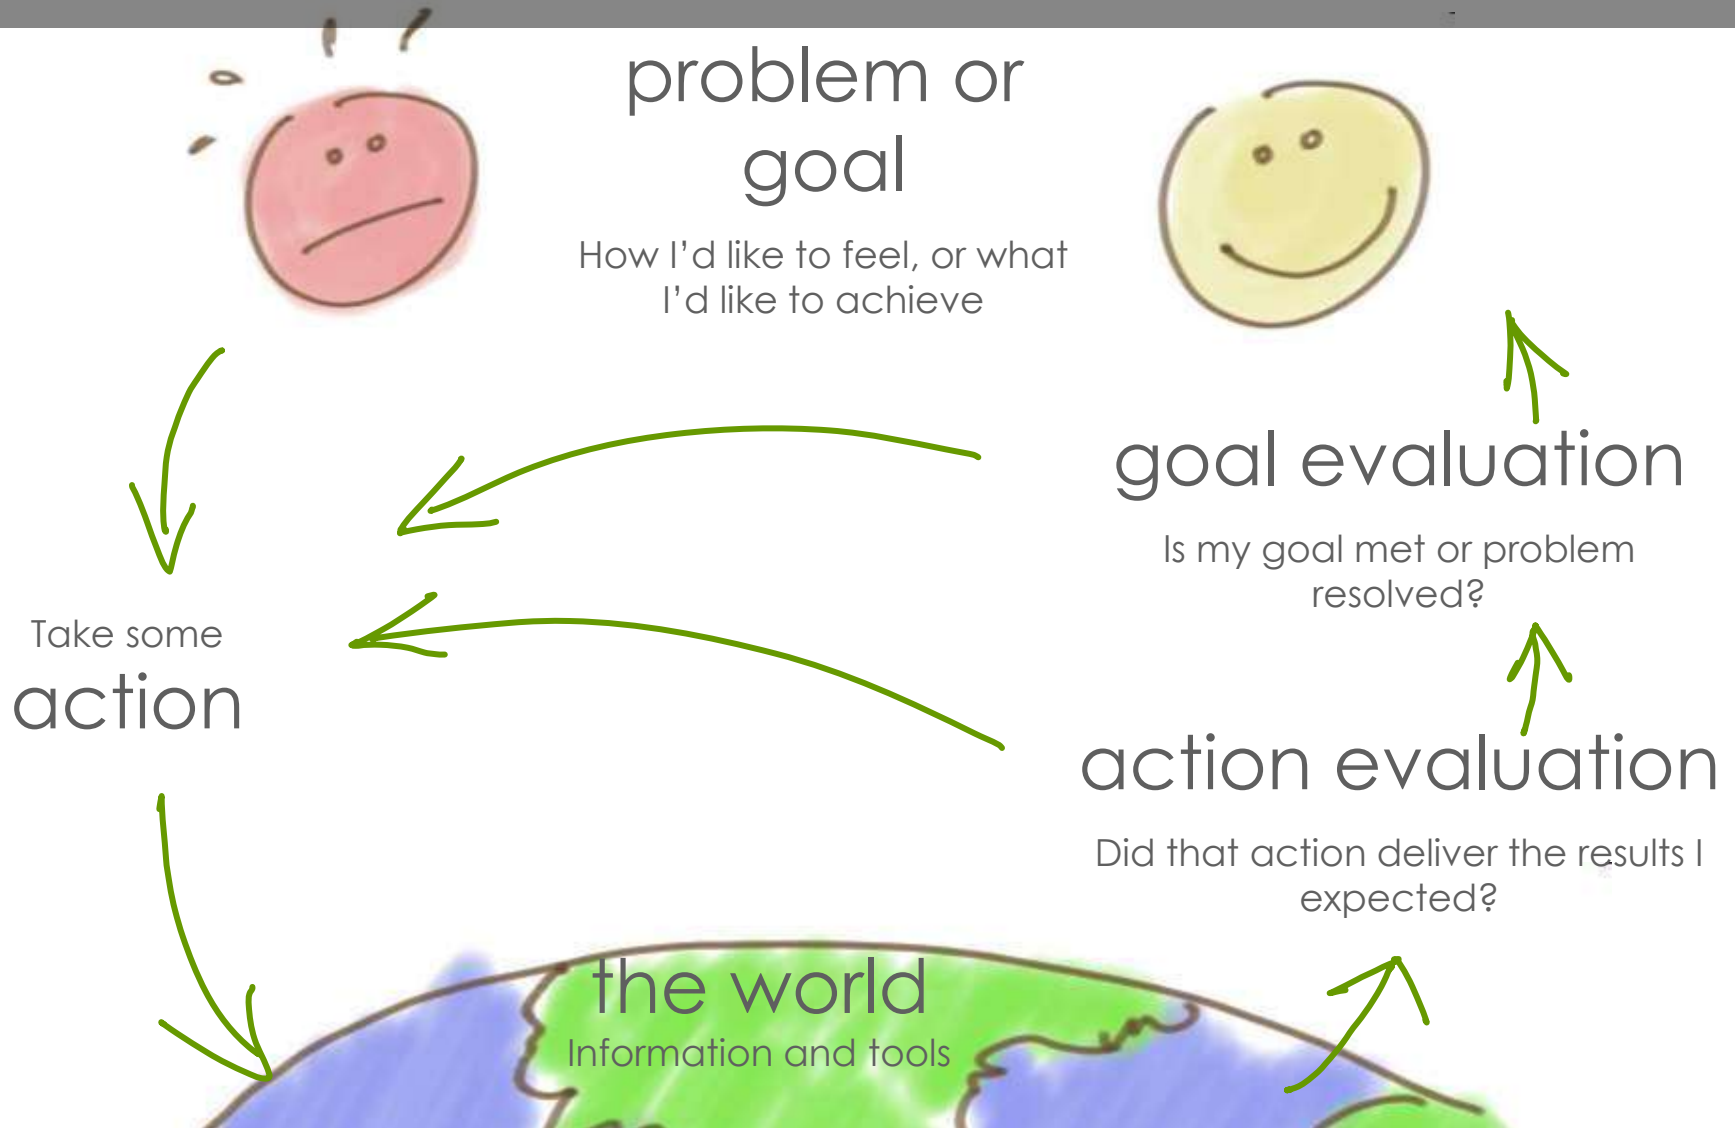 problem or
goal
How I'd like to feel, or what
I'd like to achieve
goal evaluation
Is my goal met or problem
resolved?
Take some
action
action evaluation
Did that action deliver the results I
expected?
the world
Information and tools